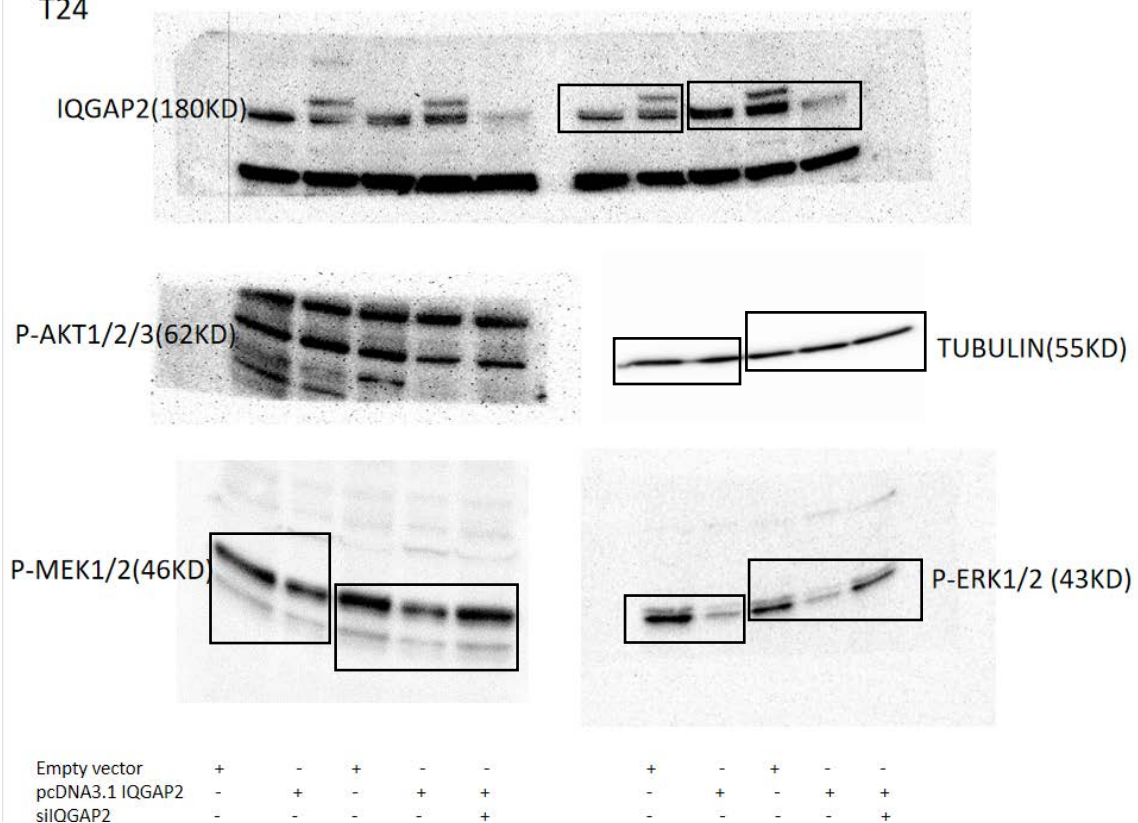 T24
IQGAP2(180KD)
P-AKT1/2/3(62KD)
TUBULIN(55KD)
P-MEK1/2(46KD)
P-ERK1/2 (43KD)
Empty vector + - + - - + - + - -
pcDNA3.1 IQGAP2 - + - + + - + - + +
siIQGAP2 - - - - + - - - - +